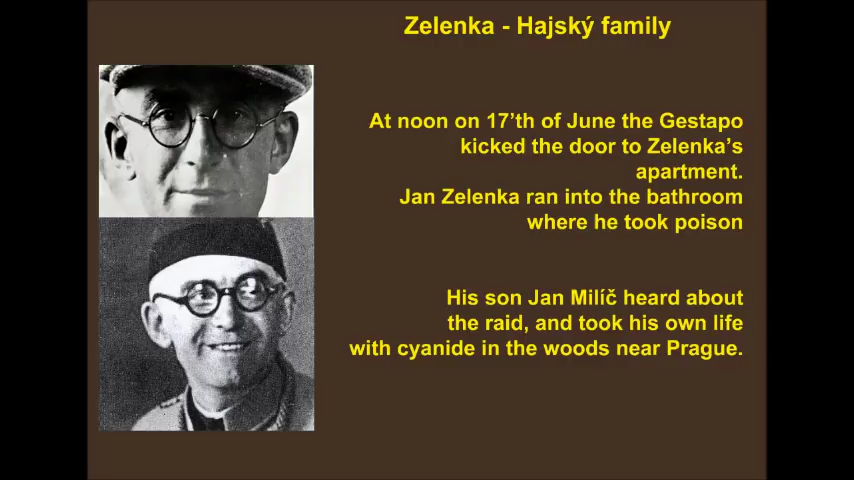 Zelenka - Hajský family
At noon on 17’th of June the Gestapo
kicked the door to Zelenka’s
apartment.
Jan Zelenka ran into the bathroom
where he took poison
His son Jan Milíč heard about
the raid, and took his own life
with cyanide in the woods near Prague.